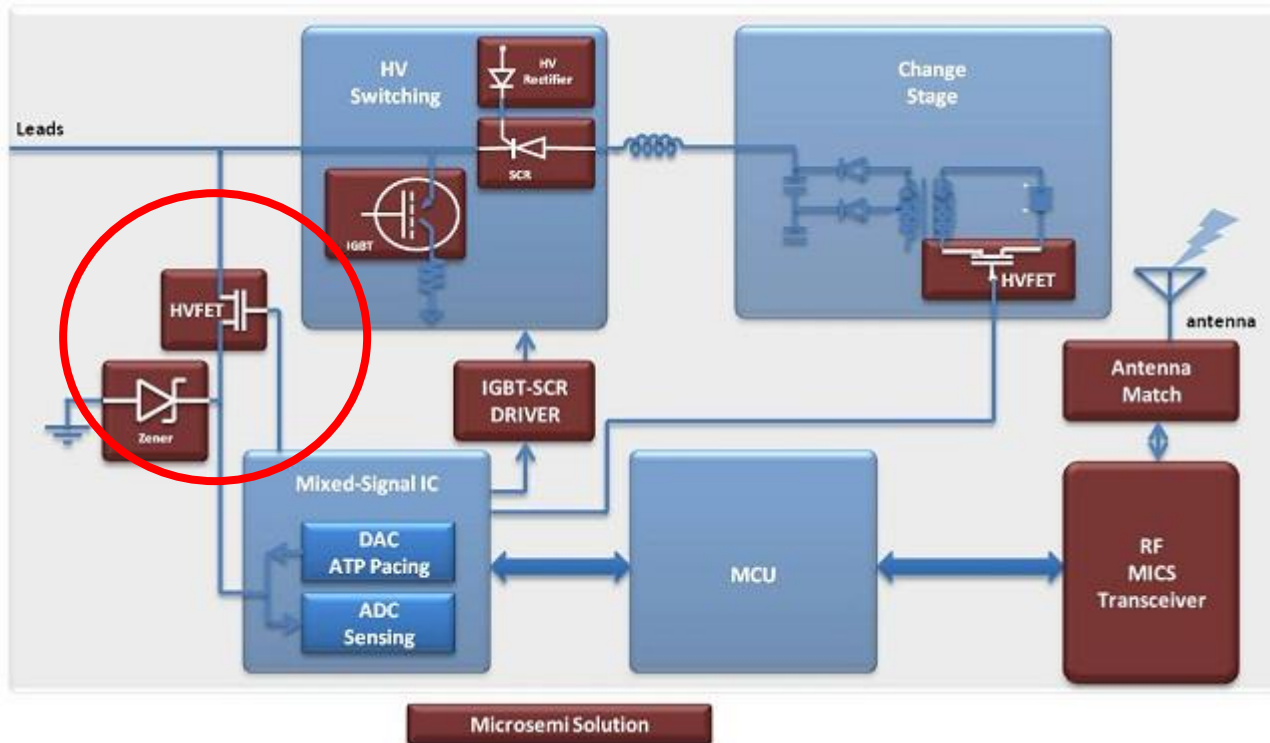 HV
Switching
HV
Rectifier
SCR
IGBT
Change
Stage
HVFET
Leads
antenna
HVFET
Zener
IGBT-SCR
DRIVER
Antenna
Match
Mixed-Signal IC
DAC
ATP Pacing
ADC
Sensing
MCU
RF
MICS
Transceiver
Microsemi Solution